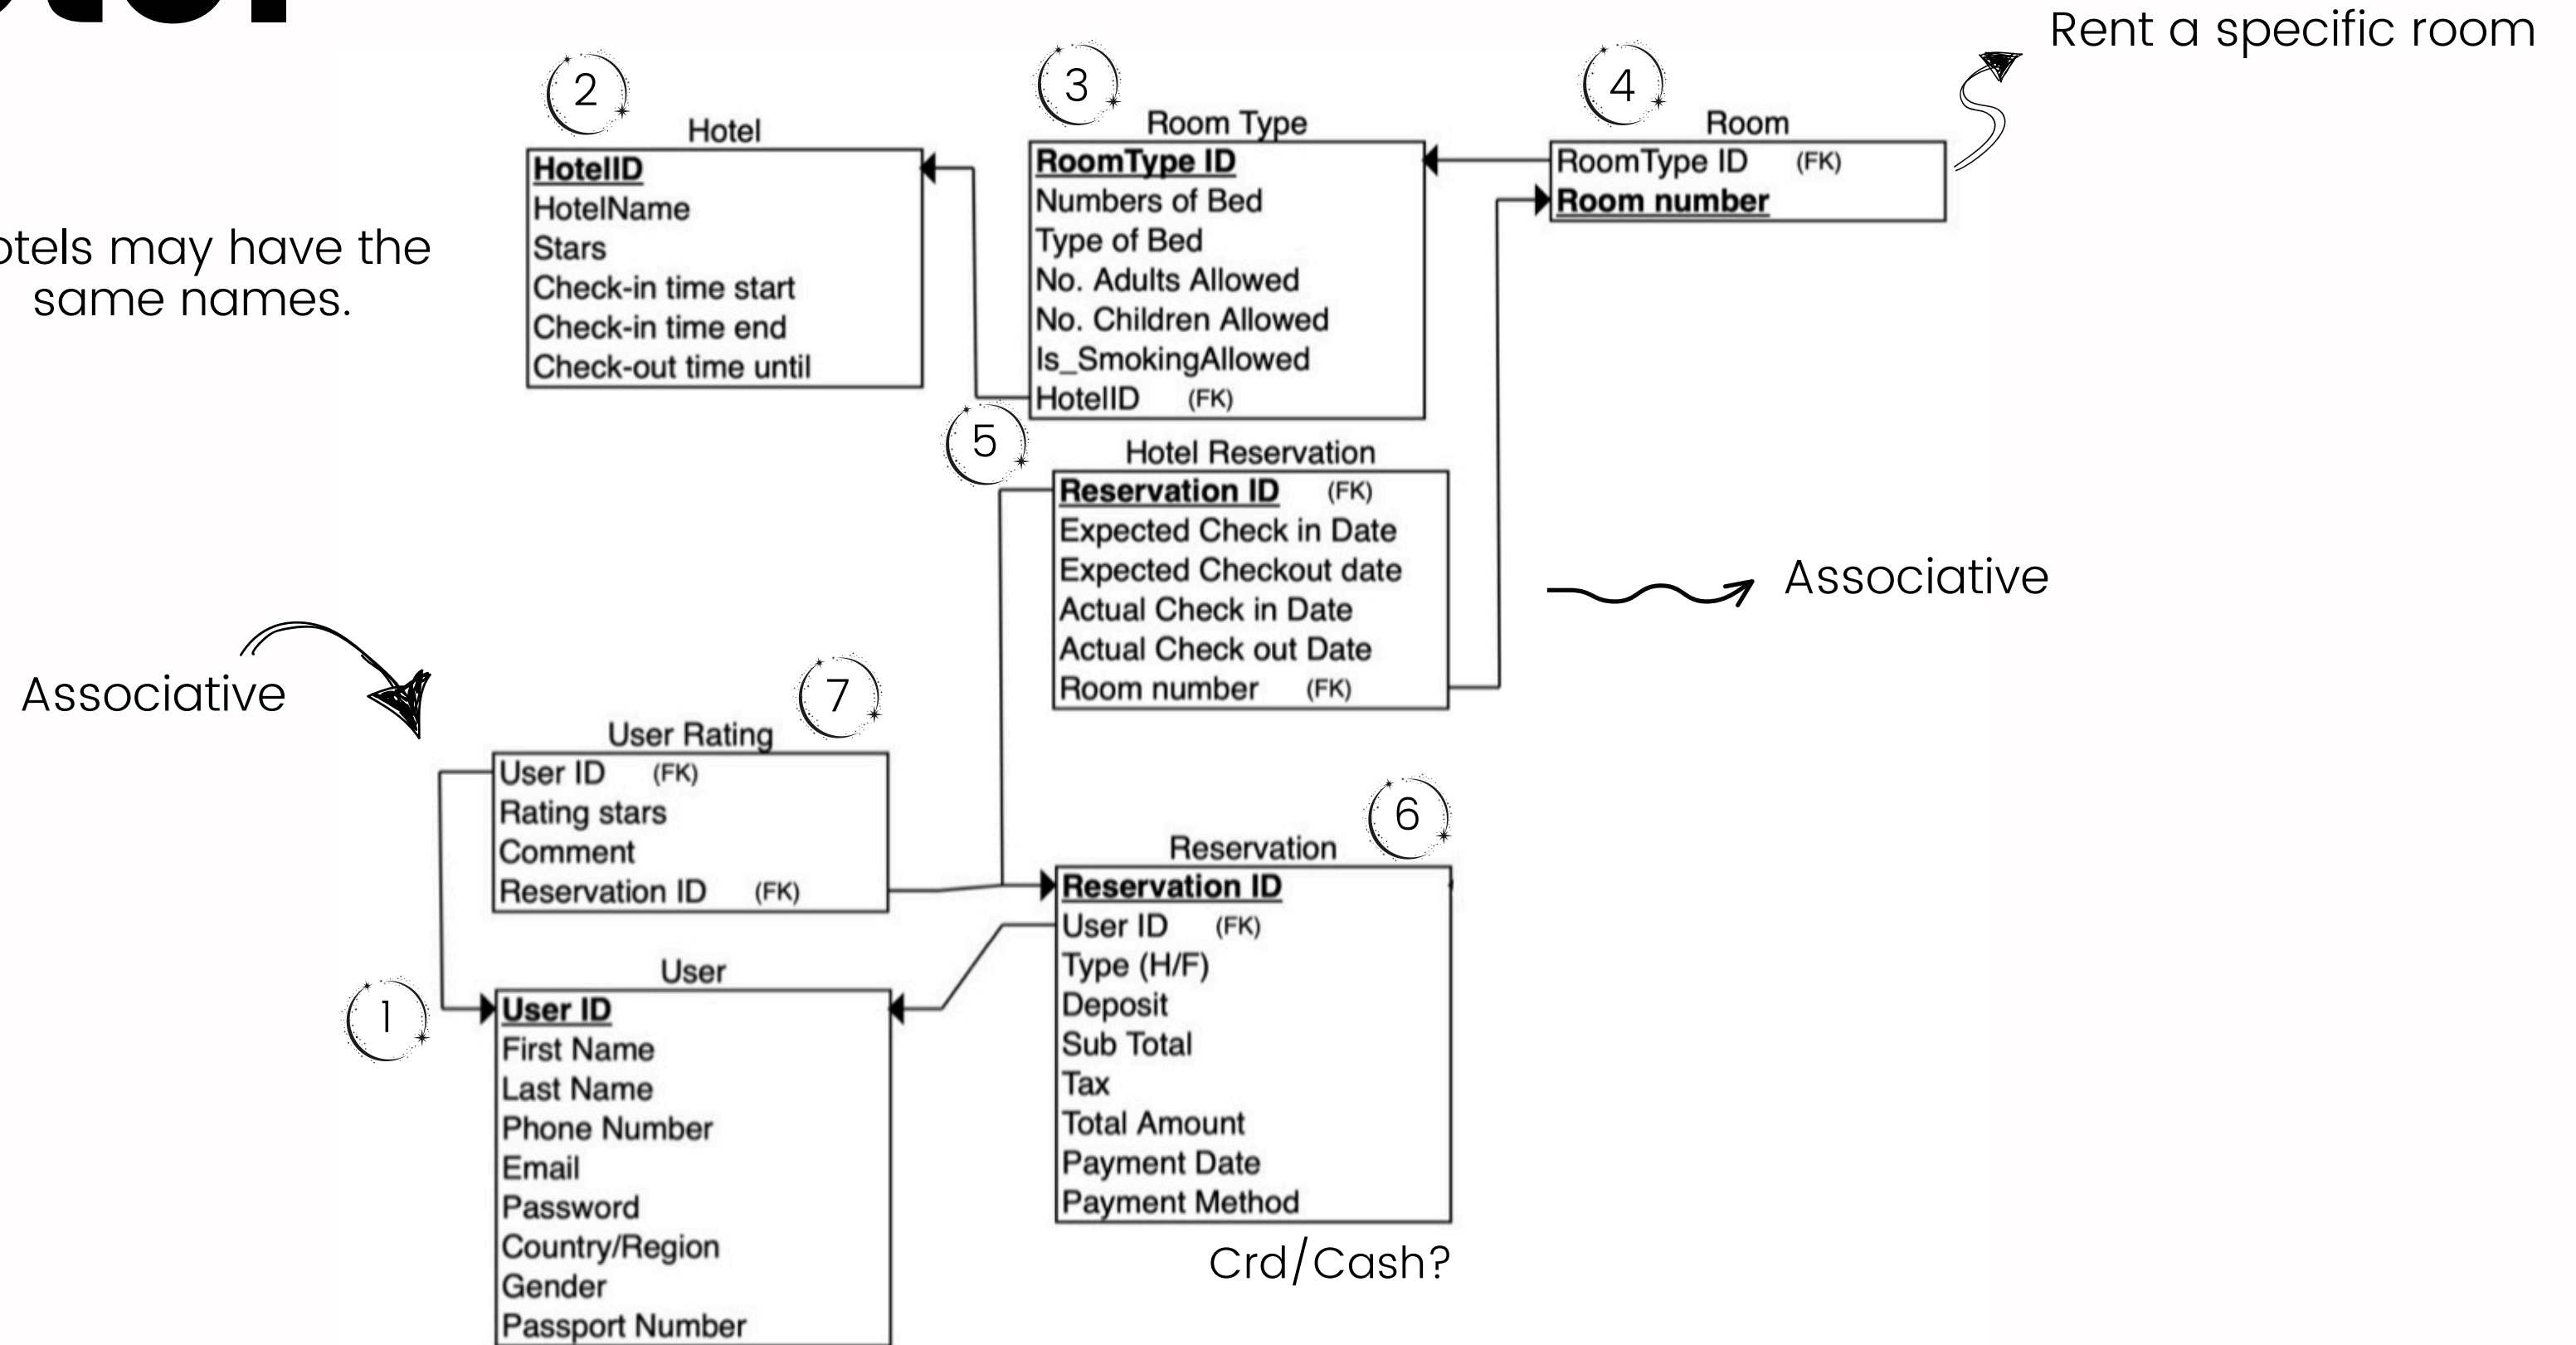 Rent a specific room
2
3
4
Hotel
HotelID
HotelName
Stars
Check-in time start
Check-in time end
Check-out time until
Room Type
RoomType ID
Numbers of Bed
Type of Bed
No. Adults Allowed
No. Children Allowed
Is_SmokingAllowed
HotelID (FK)
Room
RoomType ID (FK)
Room number
may have the
same names.
5
Hotel Reservation
Reservation ID (FK)
Expected Check in Date
Expected Checkout date
Actual Check in Date
Actual Check out Date
Room number (FK)
Associative
Associative
7
User Rating
User ID (FK)
Rating stars
Comment
Reservation ID (FK)
6
Reservation
Reservation ID
User ID (FK)
Type (H/F)
Deposit
Sub Total
Tax
Total Amount
Payment Date
Payment Method
Crd/Cash?
1
User
User ID
First Name
Last Name
Phone Number
Email
Password
Country/Region
Gender
Passport Number